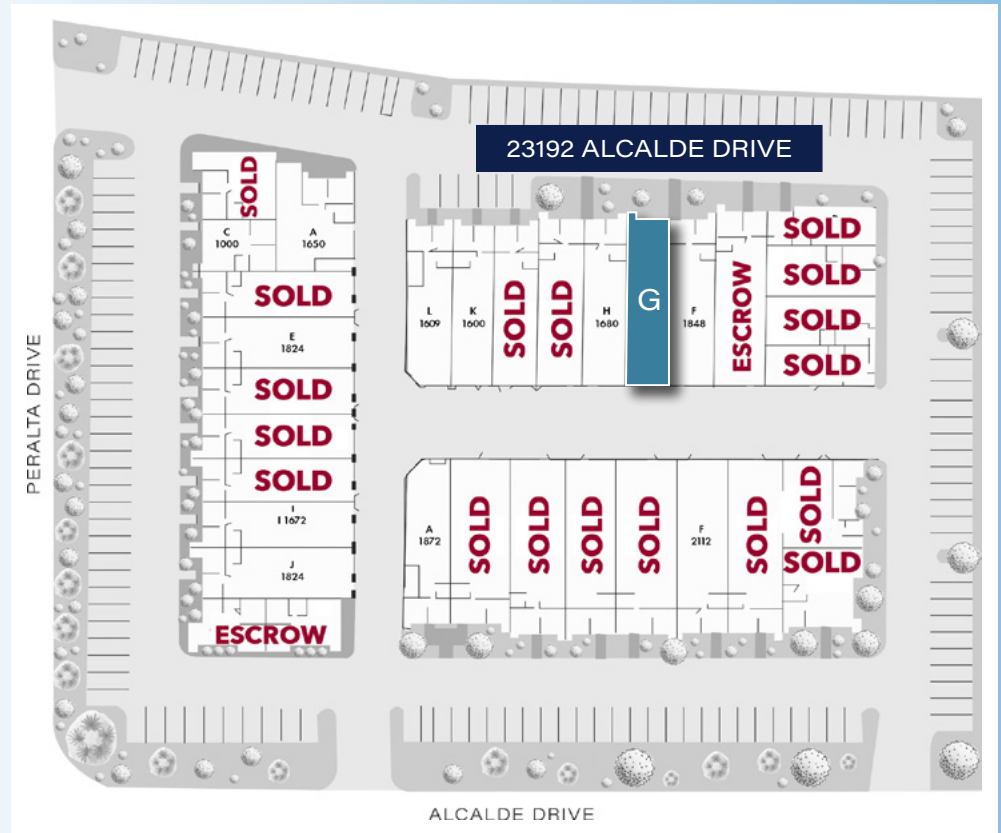 23192 ALCALDE DRIVE
SOLD
C
1000
A
1650
SOLD
E
1824
SOLD
SOLD
SOLD
I
I 1672
J
1824
ESCROW
L
1609
K
1600
SOLD
SOLD
H
1680
G
F
1848
ESCROW
SOLD
SOLD
SOLD
SOLD
A
1872
SOLD
SOLD
SOLD
SOLD
F
2112
SOLD
SOLD
SOLD
PERALTA DRIVE
ALCALDE DRIVE